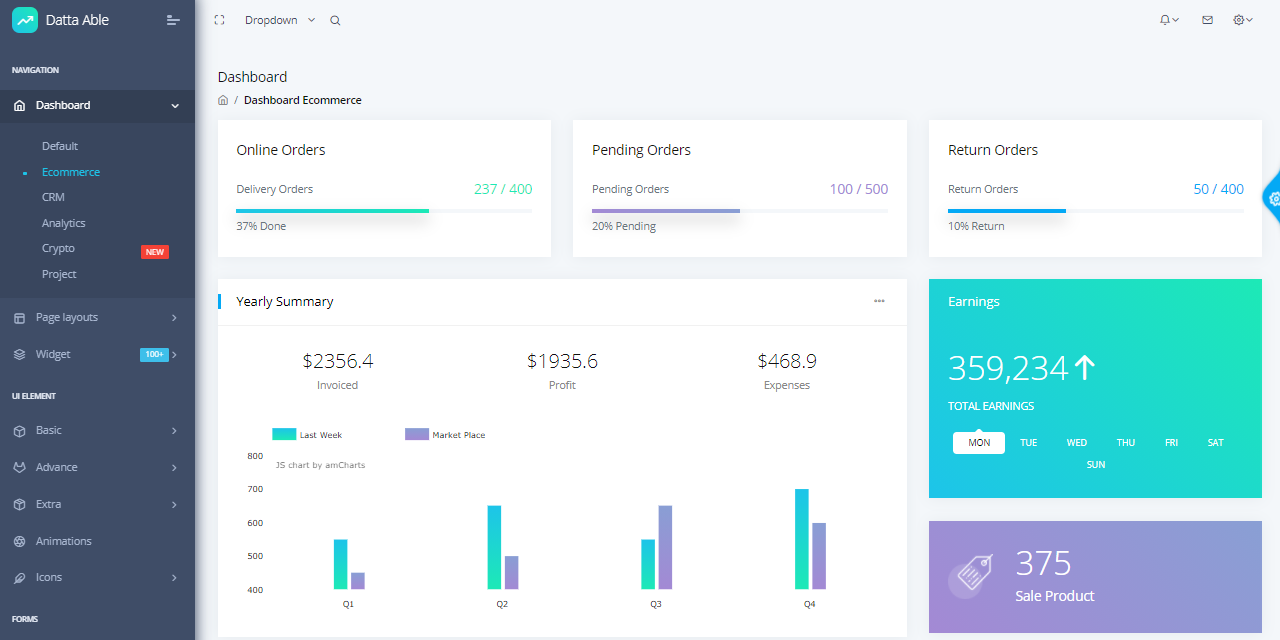 Datta Able
NAVIGATION
Dashboard
Default
Ecommerce
CRM
Analytics
Crypto
NEW
Project
Page layouts
Widget
100+
UI ELEMENT
Basic
Advance
Extra
Animations
Icons
FORMS
Dropdown
Dashboard
/ Dashboard Ecommerce
Online Orders
Delivery Orders 237 / 400
37% Done
Pending Orders
Pending Orders 100 / 500
20% Pending
Return Orders
Return Orders 50 / 400
10% Return
Yearly Summary
$2356.4 $1935.6 $468.9
Invoiced Profit Expenses
Last Week Market Place
JS chart by amCharts
800
700
600
500
400
Q1 Q2 Q3 Q4
Earnings
359,234
TOTAL EARNINGS
MON TUE WED THU FRI SAT
SUN
375
Sale Product